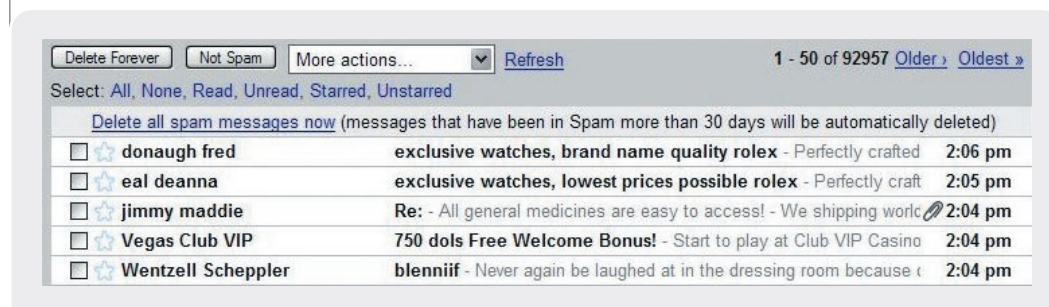 Delete Forever Not Spam More actions... Refresh 1 - 50 of 92957 Older › Oldest »
Select: All, None, Read, Unread, Starred, Unstarred
Delete all spam messages now (messages that have been in Spam more than 30 days will be automatically deleted)
donaugh fred exclusive watches, brand name quality rolex - Perfectly crafted 2:06 pm
eal deanna exclusive watches, lowest prices possible rolex - Perfectly craft 2:05 pm
jimmy maddie Re: - All general medicines are easy to access! - We shipping worlc 2:04 pm
Vegas Club VIP 750 dols Free Welcome Bonus! - Start to play at Club VIP Casino 2:04 pm
Wentzell Scheppler blenniif - Never again be laughed at in the dressing room because 2:04 pm